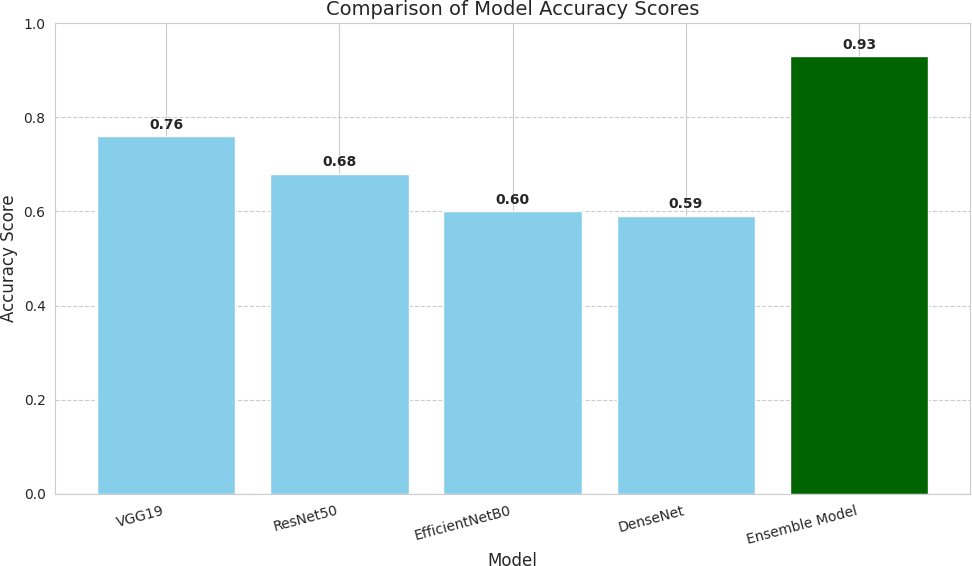 Comparison of Model Accuracy Scores
Accuracy Score
1.0
0.8
0.6
0.4
0.2
0.0
0.76
0.68
0.60
0.59
0.93
VGG19
ResNet50
EfficientNetB0
DenseNet
Ensemble Model
Model